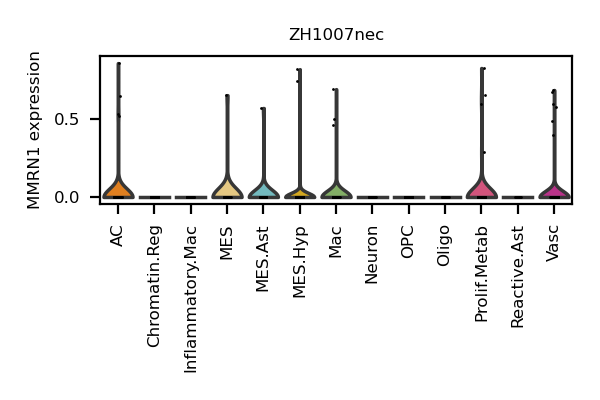 ZH1007nec
MMRN1 expression
0.5
0.0
AC
Chromatin.Reg
Inflammatory.Mac
MES
MES.Ast
MES.Hyp
Mac
Neuron
OPC
Oligo
Prolif.Metab
Reactive.Ast
Vasc